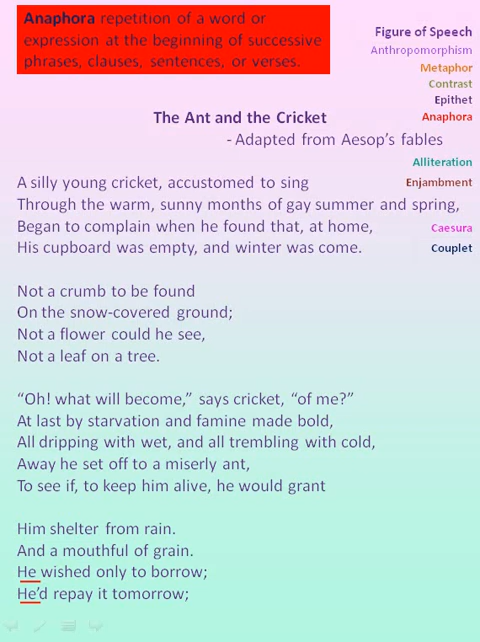 Anaphora repetition of a word or
expression at the beginning of successive
phrases, clauses, sentences, or verses.
Figure of Speech
Anthropomorphism
Metaphor
Contrast
Epithet
Anaphora
Alliteration
Enjambment
Caesura
Couplet
The Ant and the Cricket
- Adapted from Aesop's fables
A silly young cricket, accustomed to sing
Through the warm, sunny months of gay summer and spring,
Began to complain when he found that, at home,
His cupboard was empty, and winter was come.
Not a crumb to be found
On the snow-covered ground;
Not a flower could he see,
Not a leaf on a tree.
“Oh! what will become,” says cricket, “of me?”
At last by starvation and famine made bold,
All dripping with wet, and all trembling with cold,
Away he set off to a miserly ant,
To see if, to keep him alive, he would grant
Him shelter from rain.
And a mouthful of grain.
He wished only to borrow;
He’d repay it tomorrow;